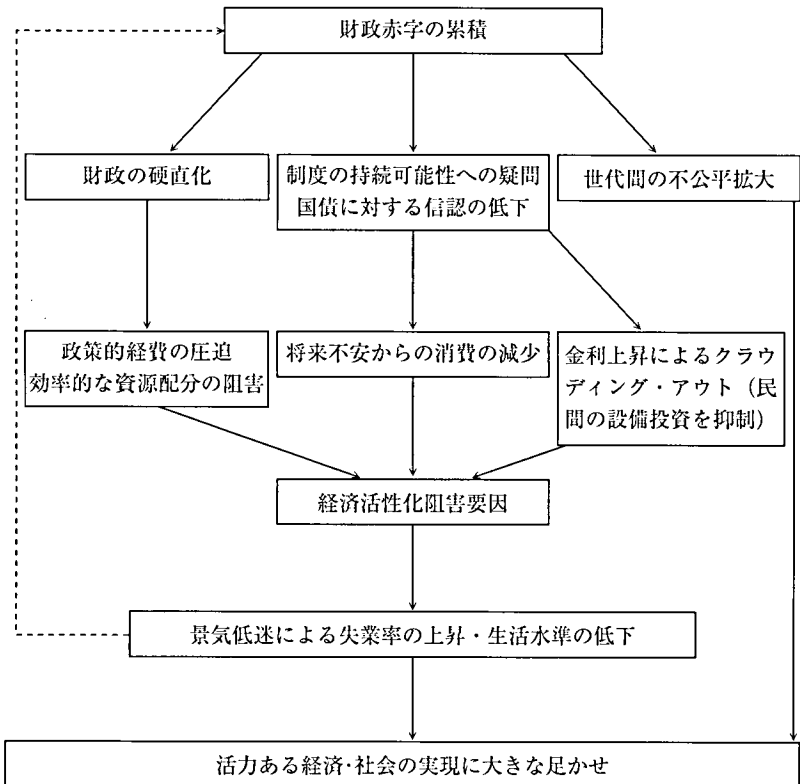 財政赤字の累積
財政の硬直化
制度の持続可能性への疑問
国債に対する信認の低下
世代間の不公平拡大
政策的経費の圧迫
効率的な資源配分の阻害
将来不安からの消費の減少
金利上昇によるクラウ
ディング・アウト（民
間の設備投資を抑制）
経済活性化阻害要因
景気低迷による失業率の上昇・生活水準の低下
活力ある経済・社会の実現に大きな足かせ